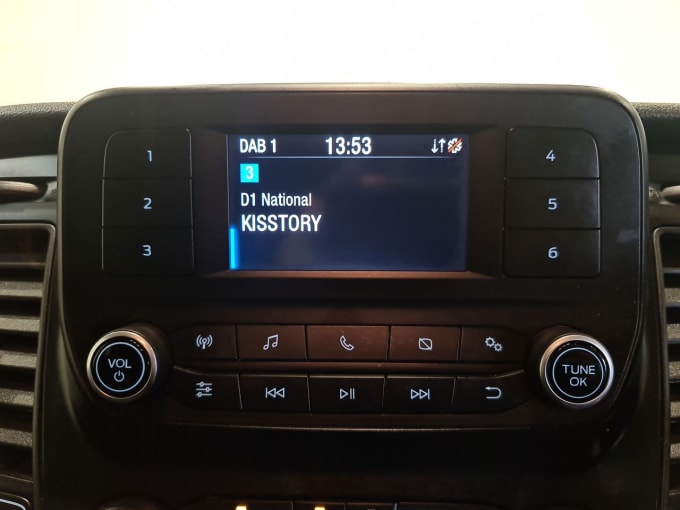 DAB 1 13:53
3
D1 National
KISSTORY
1
2
3
4
5
6
VOL
TUNE
OK